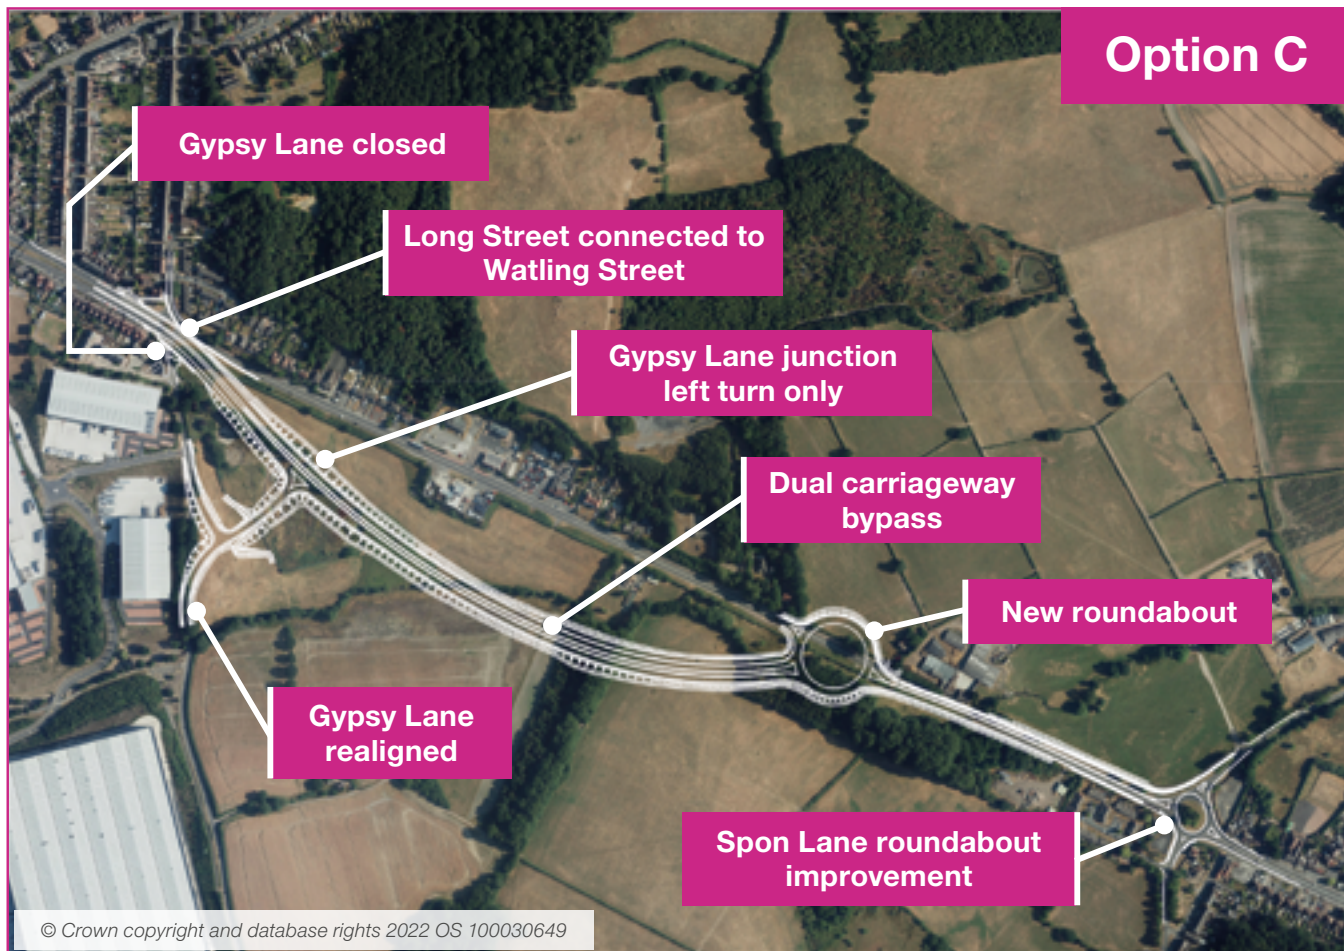 Option C
Gypsy Lane closed
Long Street connected to
Watling Street
Gypsy Lane junction
left turn only
Dual carriageway
bypass
New roundabout
Gypsy Lane
realigned
Spon Lane roundabout
improvement
© Crown copyright and database rights 2022 OS 100030649